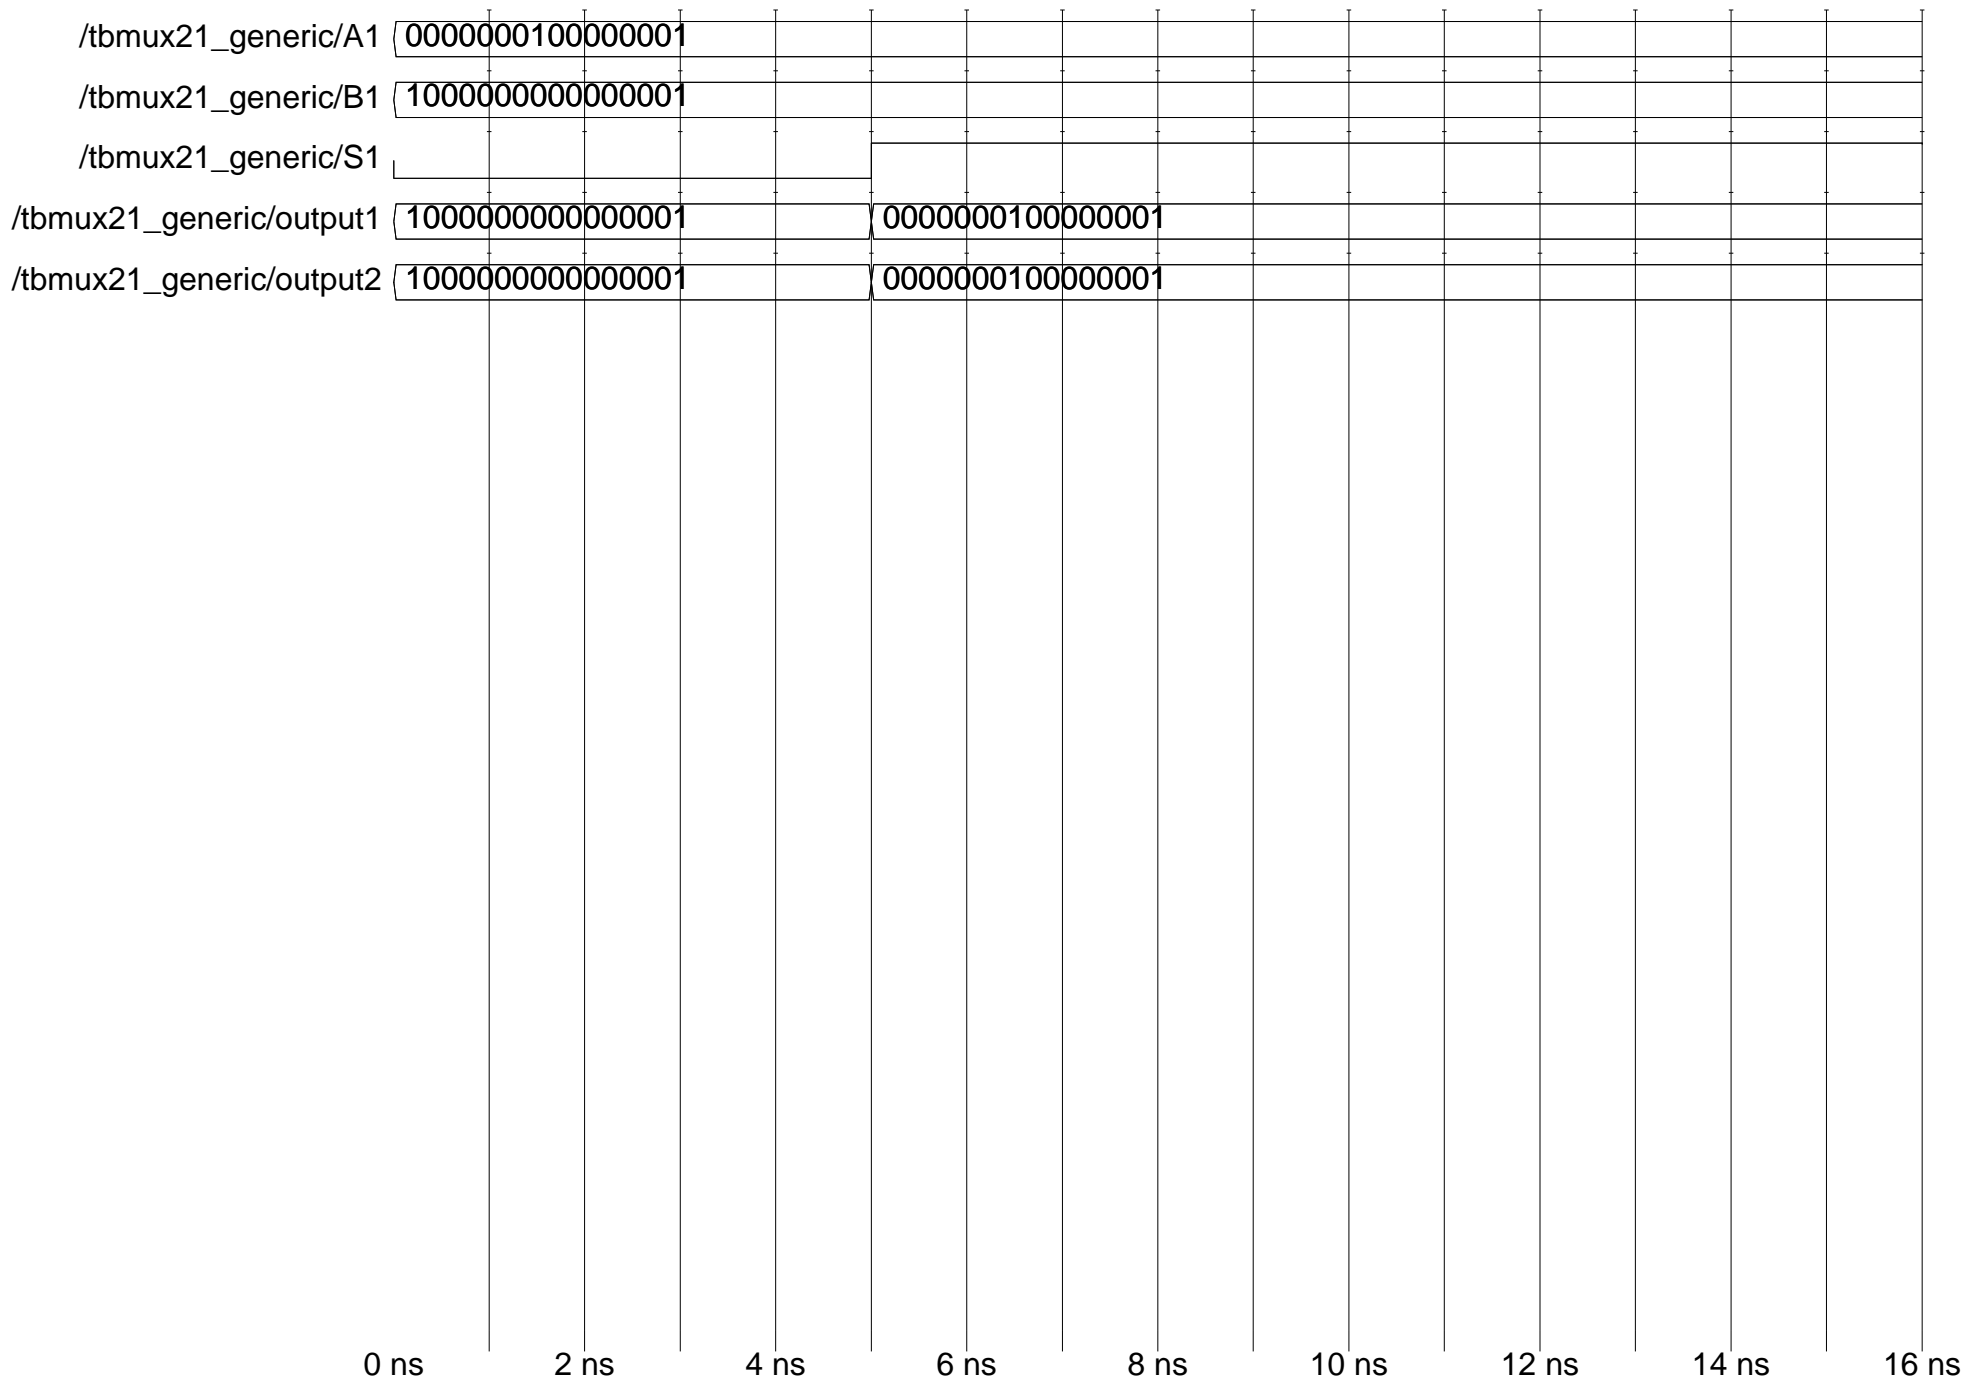 /tbmux21_generic/A1 0000000100000001
/tbmux21_generic/B1 1000000000000001
/tbmux21_generic/S1
/tbmux21_generic/output1 1000000000000001 0000000100000001
/tbmux21_generic/output2 1000000000000001 0000000100000001
0 ns 2 ns 4 ns 6 ns 8 ns 10 ns 12 ns 14 ns 16 ns